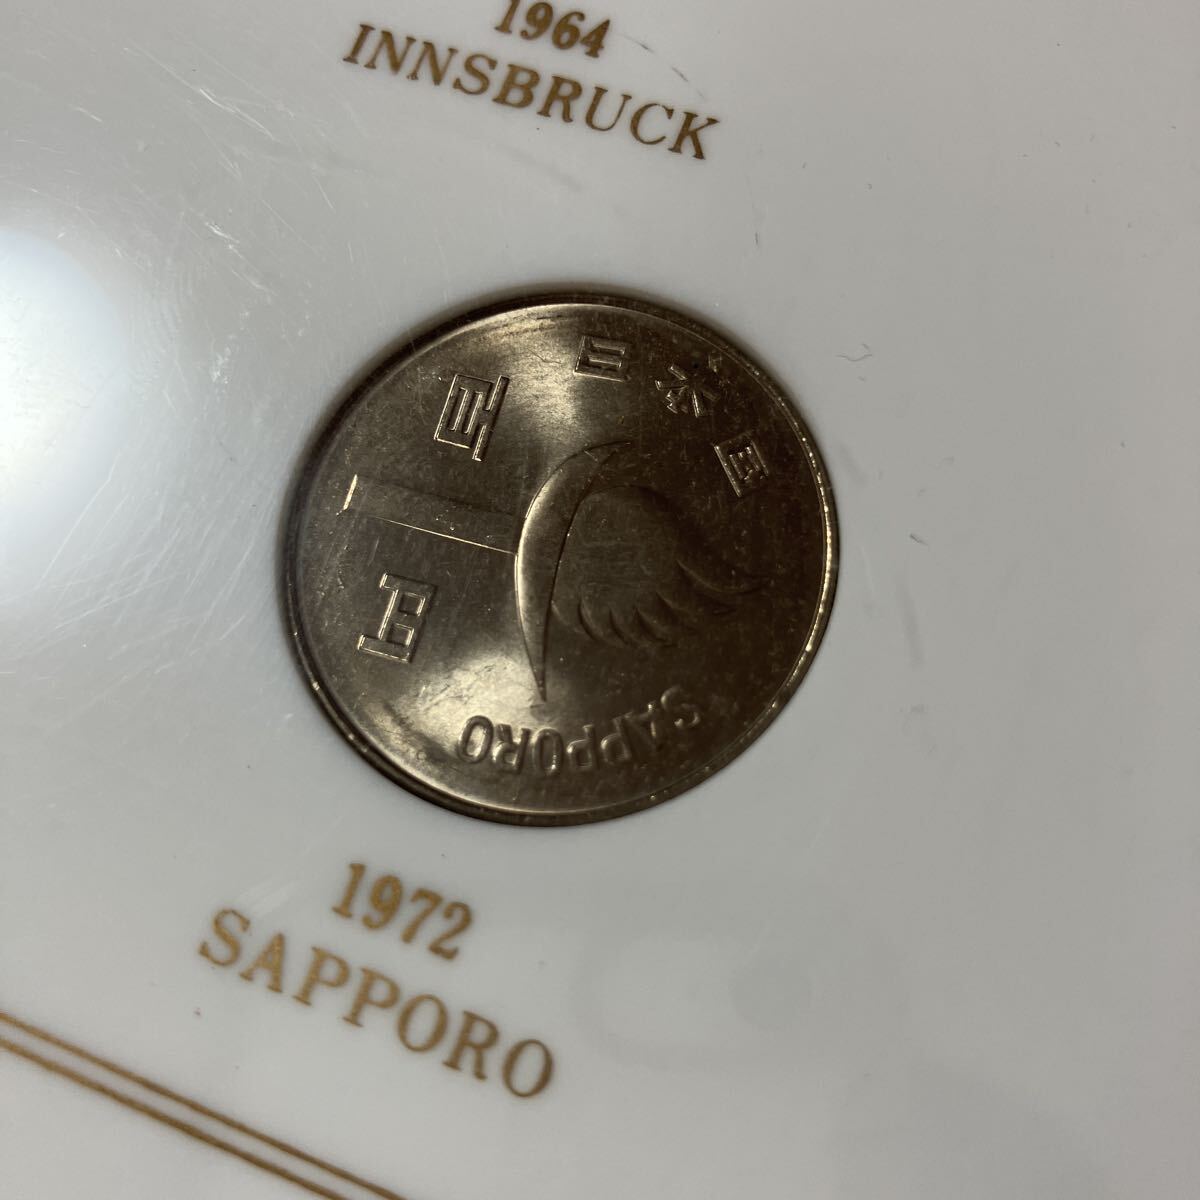 1964
INNSBRUCK
日本国
百円
SAPPORO
1972
SAPPORO